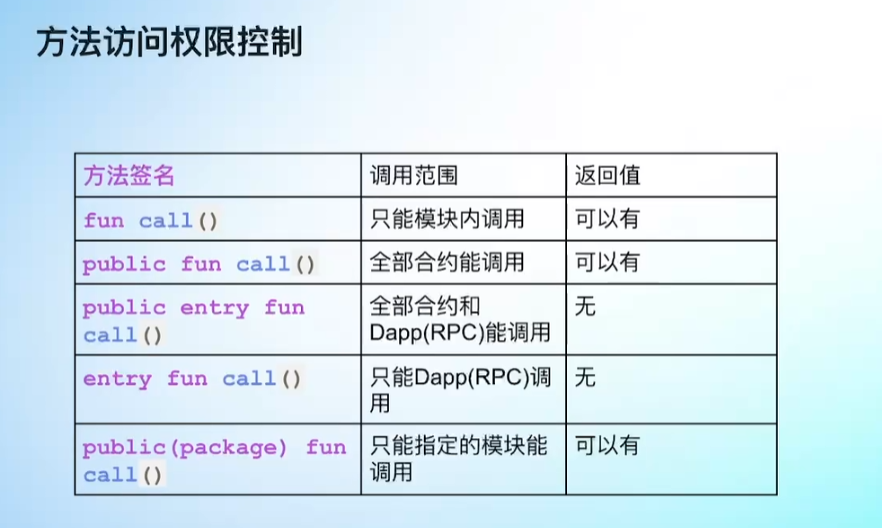 方法访问权限控制
方法签名 调用范围 返回值
fun call() 只能模块内调用 可以有
public fun call() 全部合约能调用 可以有
public entry fun 全部合约和 无
call() Dapp(RPC)能调用
entry fun call() 只能Dapp(RPC)调 无
用
public(package) fun 只能指定的模块能 可以有
call() 调用